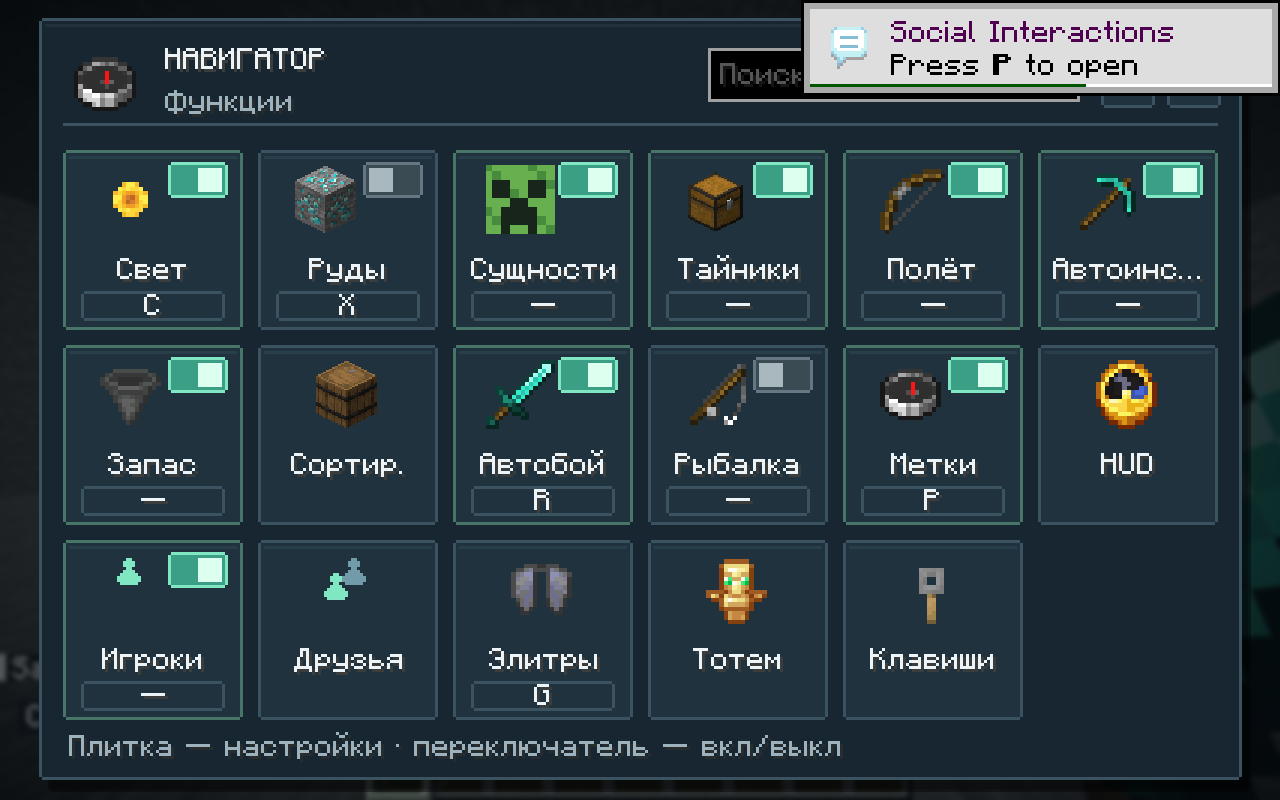 Social Interactions
Press P to open
НАВИГАТОР
Функции
Поиск
Свет
C
Руды
X
Сущности
—
Тайники
—
Полёт
—
Автоинс...
—
Запас
—
Сортир.
Автобой
R
Рыбалка
—
Метки
P
HUD
Игроки
—
Друзья
Элитры
G
Тотем
Клавиши
Плитка — настройки · переключатель — вкл/выкл